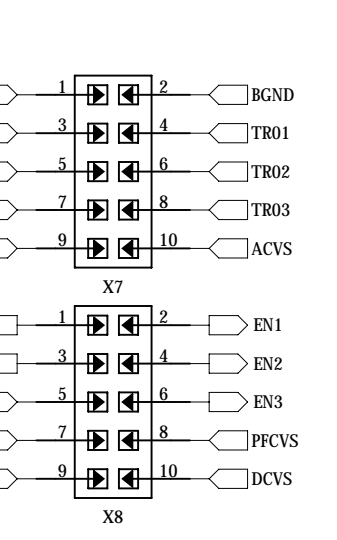 1 2 BGND
3 4 TR01
5 6 TR02
7 8 TR03
9 10 ACVS
X7
1 2 EN1
3 4 EN2
5 6 EN3
7 8 PFCVS
9 10 DCVS
X8